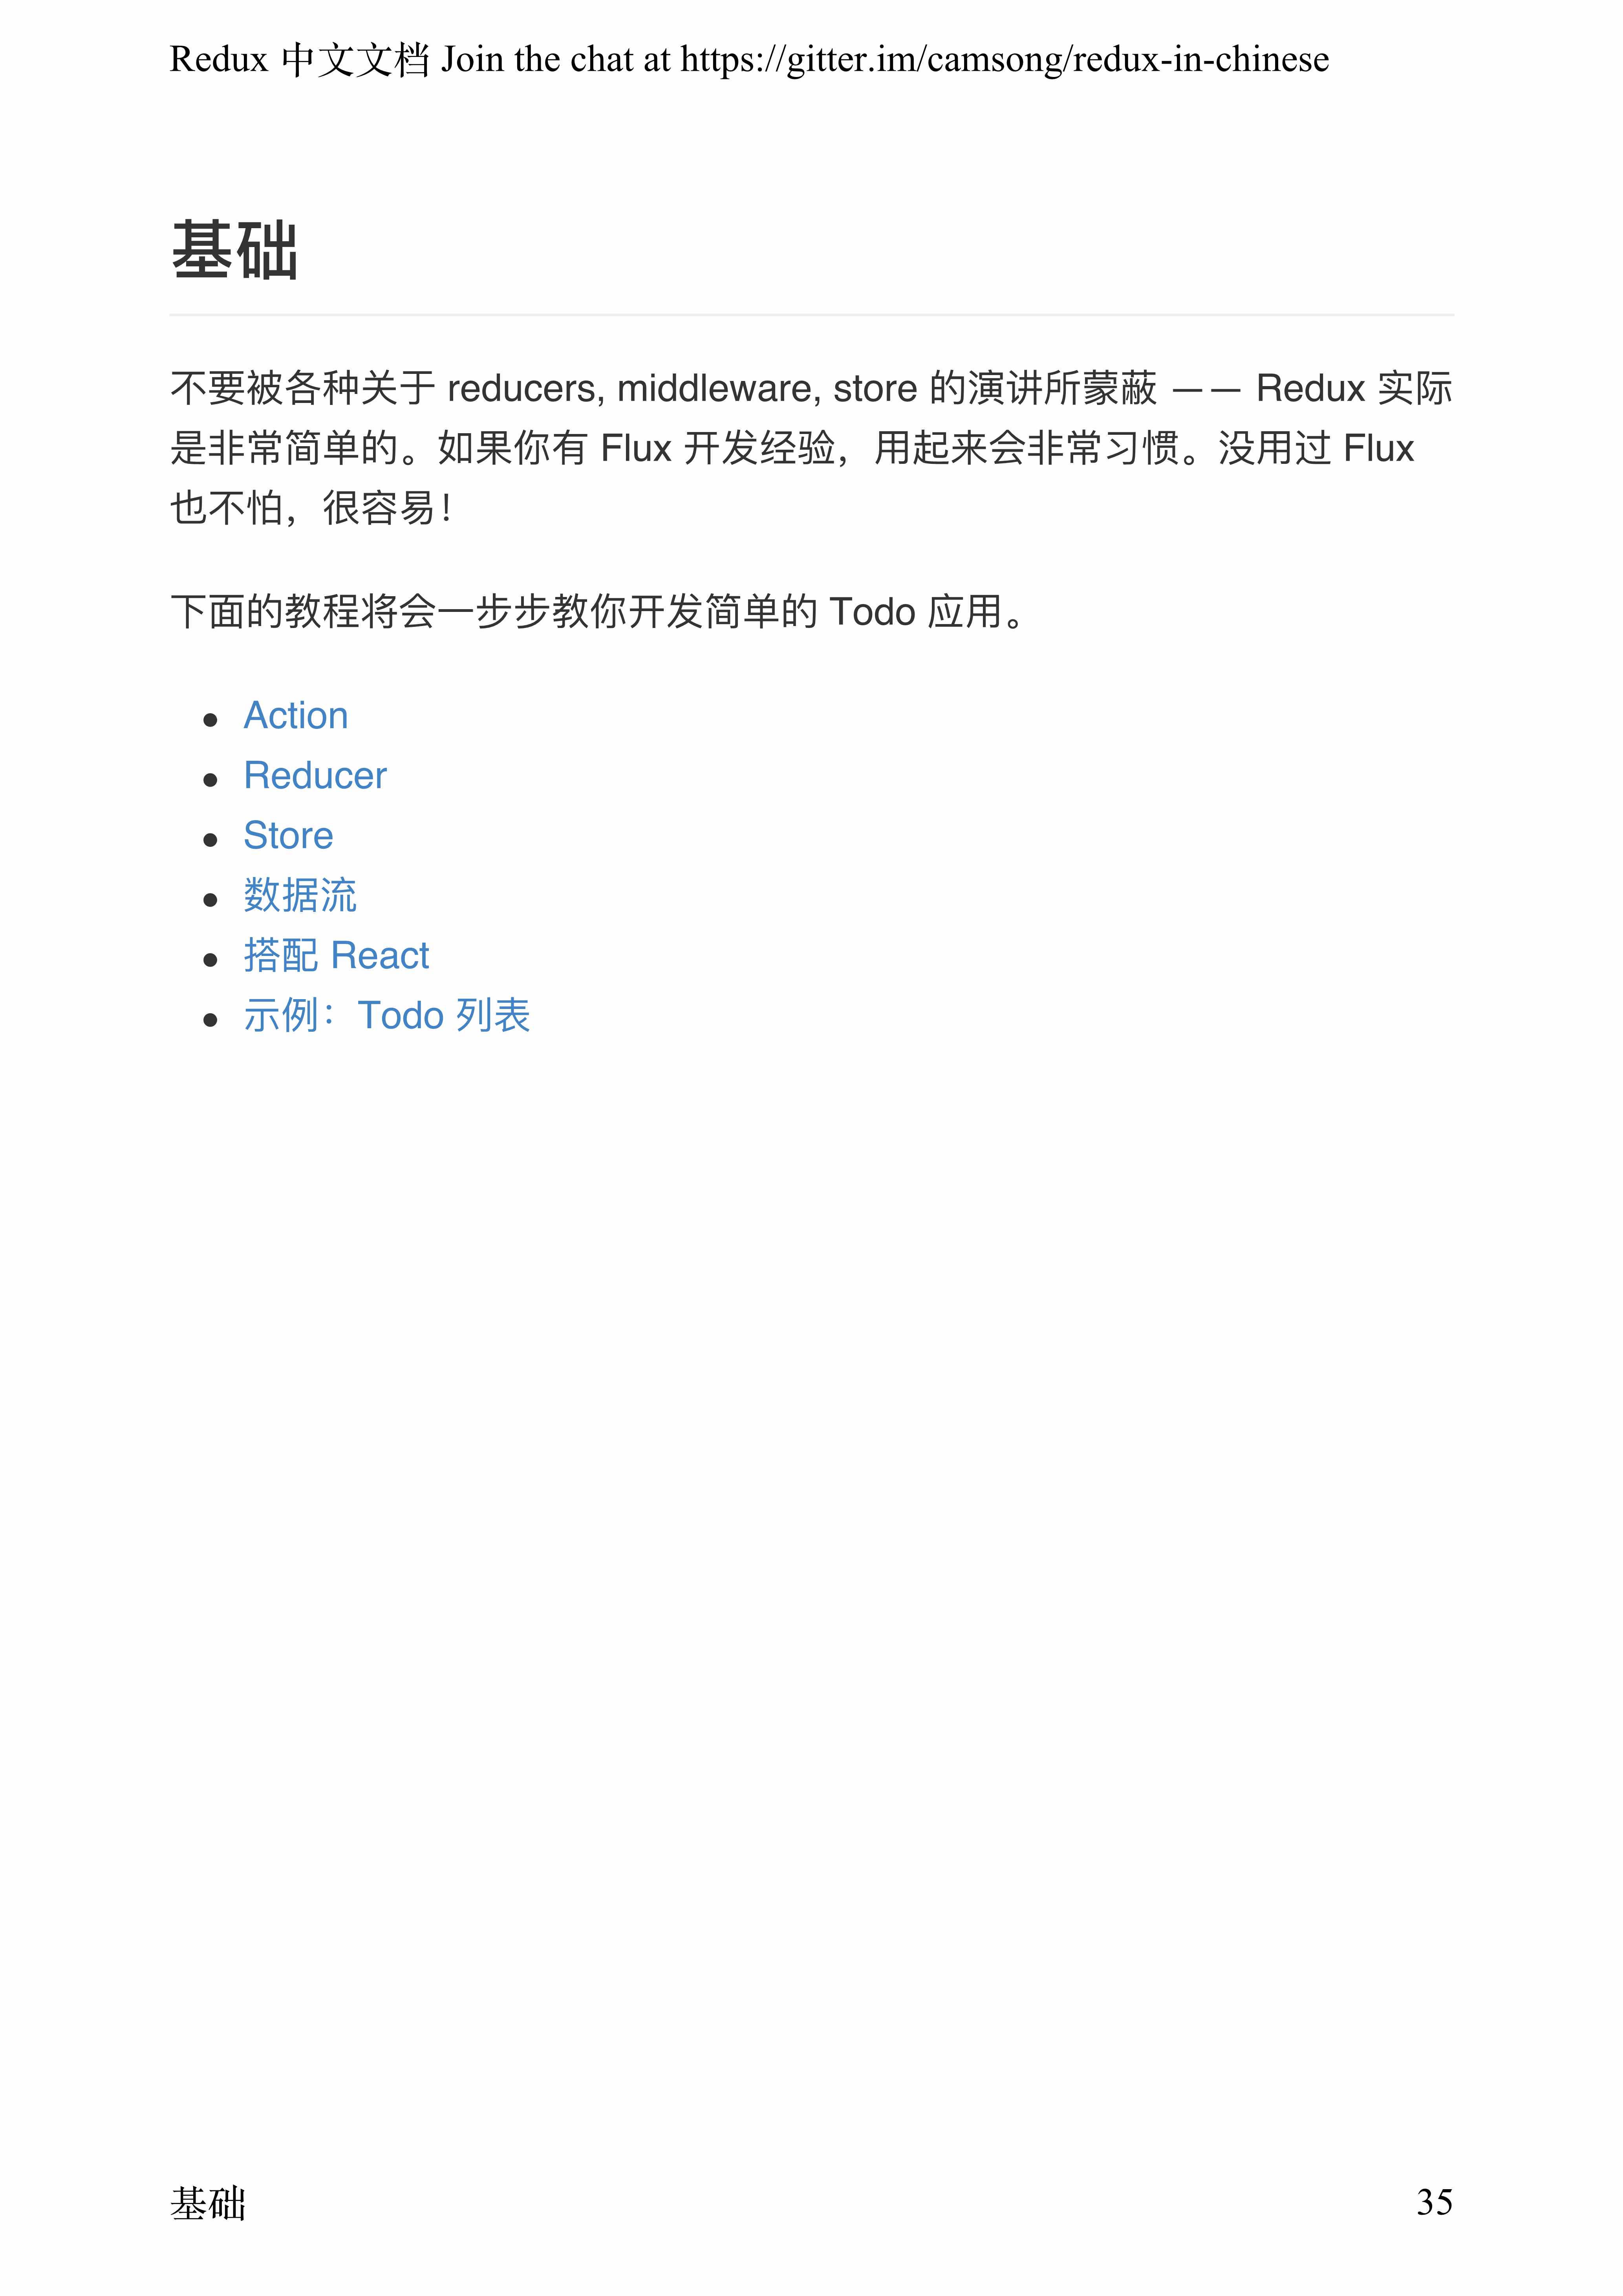 Redux 中文文档 Join the chat at https://gitter.im/camsong/redux-in-chinese
基础
不要被各种关于 reducers, middleware, store 的演讲所蒙蔽 —— Redux 实际
是非常简单的。如果你有 Flux 开发经验，用起来会非常习惯。没用过 Flux
也不怕，很容易！
下面的教程将会一步步教你开发简单的 Todo 应用。
• Action
• Reducer
• Store
• 数据流
• 搭配 React
• 示例：Todo 列表
基础 35